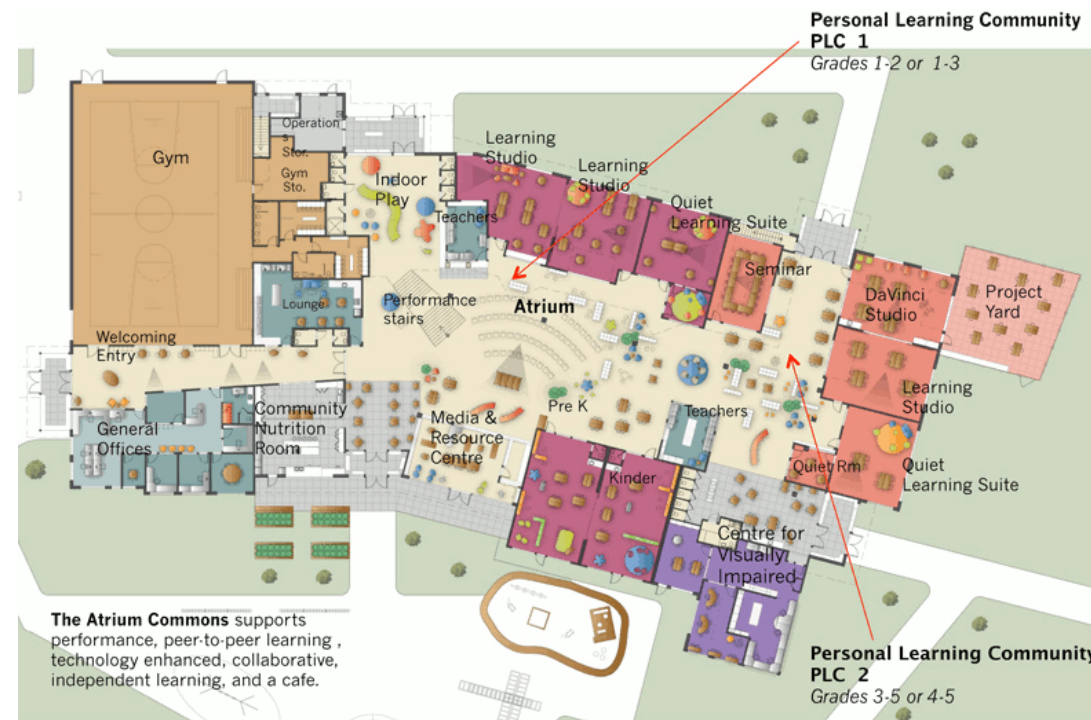 Personal Learning Community
PLC 1
Grades 1-2 or 1-3
Operation
s
Stor.
Gym
Gym
Sto.
Indoor
Play
Learning
Studio
Learning
Studio
Quiet
Learning Suite
Teachers
Seminar
DaVinci
Studio
Project
Yard
Lounge
Performance
stairs
Atrium
Welcoming
Entry
Learning
Studio
General
Offices
Community
Nutrition
Room
Media &
Resource
Centre
Pre K
Teachers
Kinder
Quiet Rm
Quiet
Learning Suite
Centre for
Visually
Impaired
The Atrium Commons supports
performance, peer-to-peer learning ,
technology enhanced, collaborative,
independent learning, and a cafe.
Personal Learning Community
PLC 2
Grades 3-5 or 4-5